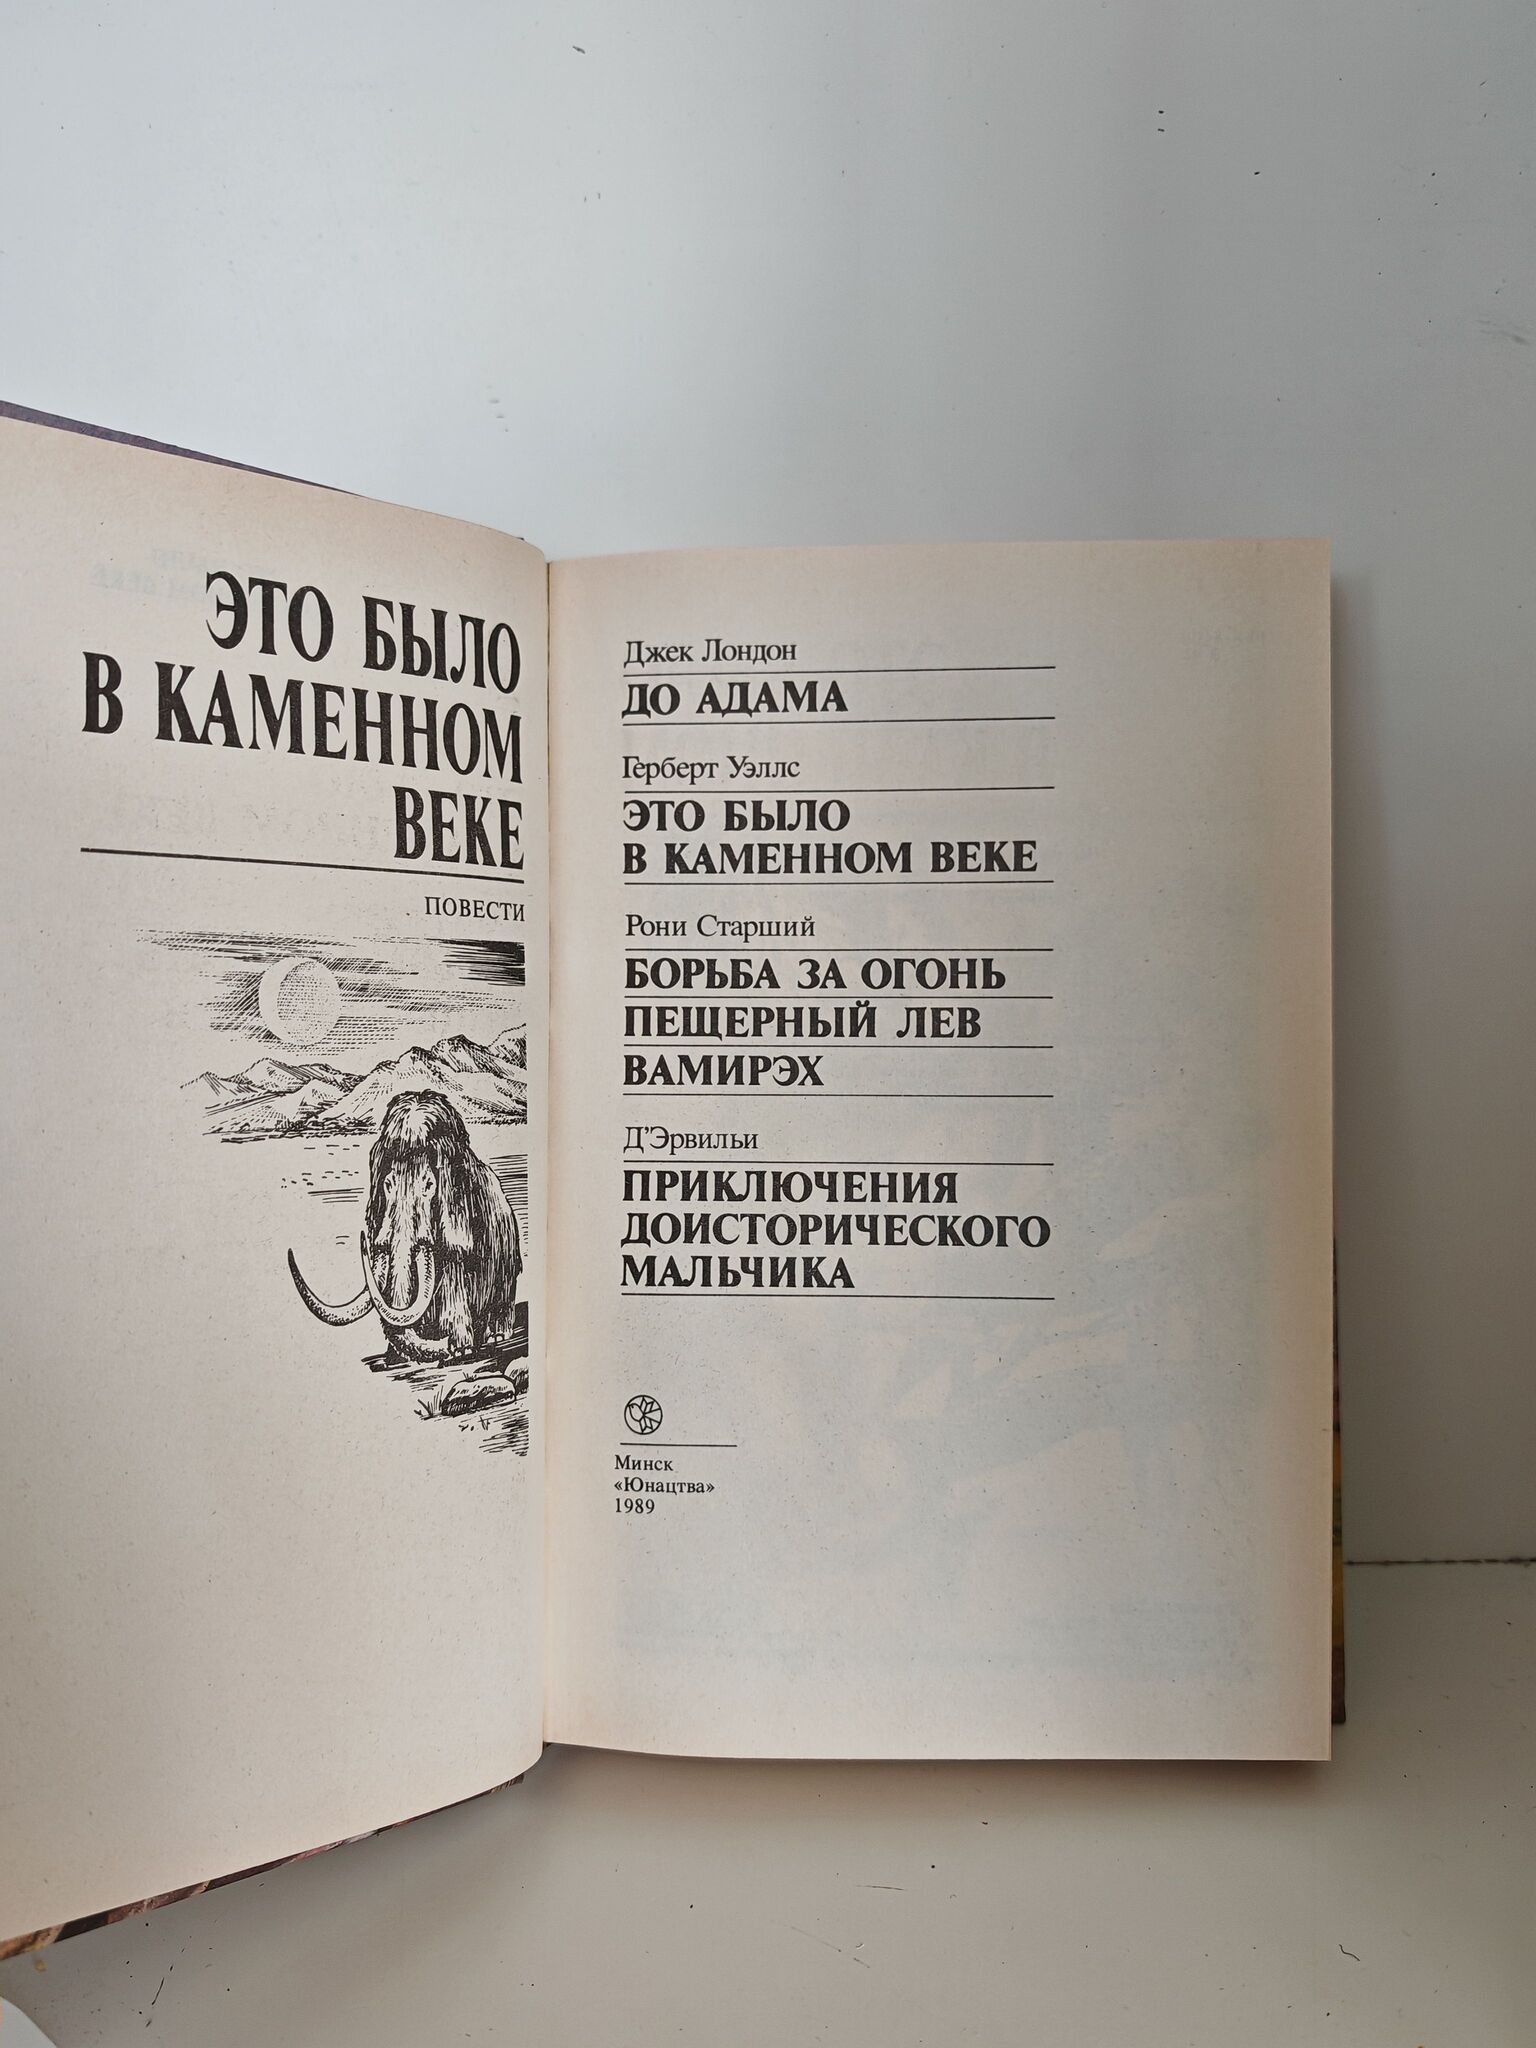 ЭТО БЫЛО
В КАМЕННОМ
ВЕКЕ
ПОВЕСТИ
Джек Лондон
ДО АДАМА
Герберт Уэллс
ЭТО БЫЛО
В КАМЕННОМ ВЕКЕ
Рони Старший
БОРЬБА ЗА ОГОНЬ
ПЕЩЕРНЫЙ ЛЕВ
ВАМИРЭХ
Д'Эрвильи
ПРИКЛЮЧЕНИЯ
ДОИСТОРИЧЕСКОГО
МАЛЬЧИКА
Минск
«Юнацтва»
1989